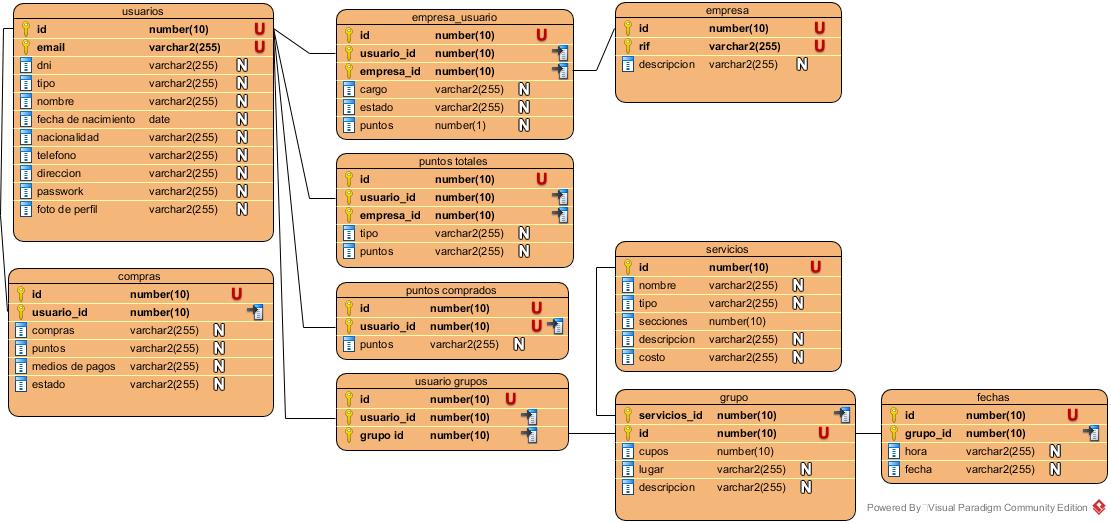 usuarios
id number(10) U
email varchar2(255) U
dni varchar2(255) N
tipo varchar2(255) N
nombre varchar2(255) N
fecha de nacimiento date N
nacionalidad varchar2(255) N
telefono varchar2(255) N
direccion varchar2(255) N
passwork varchar2(255) N
foto de perfil varchar2(255) N
compras
id number(10) U
usuario_id number(10)
compras varchar2(255) N
puntos varchar2(255) N
medios de pagos varchar2(255) N
estado varchar2(255) N
empresa_usuario
id number(10) U
usuario_id number(10)
empresa_id number(10)
cargo varchar2(255) N
estado varchar2(255) N
puntos number(1) N
puntos totales
id number(10) U
usuario_id number(10)
empresa_id number(10)
tipo varchar2(255) N
puntos varchar2(255) N
puntos comprados
id number(10) U
usuario_id number(10) U
puntos varchar2(255) N
usuario grupos
id number(10) U
usuario_id number(10)
grupo id number(10)
empresa
id number(10) U
rif varchar2(255) U
descripcion varchar2(255) N
servicios
id number(10) U
nombre varchar2(255) N
tipo varchar2(255) N
secciones number(10)
descripcion varchar2(255) N
costo varchar2(255) N
grupo
servicios_id number(10)
id number(10) U
cupos number(10)
lugar varchar2(255) N
descripcion varchar2(255) N
fechas
id number(10) U
grupo_id number(10)
hora varchar2(255) N
fecha varchar2(255) N
Powered By Visual Paradigm Community Edition